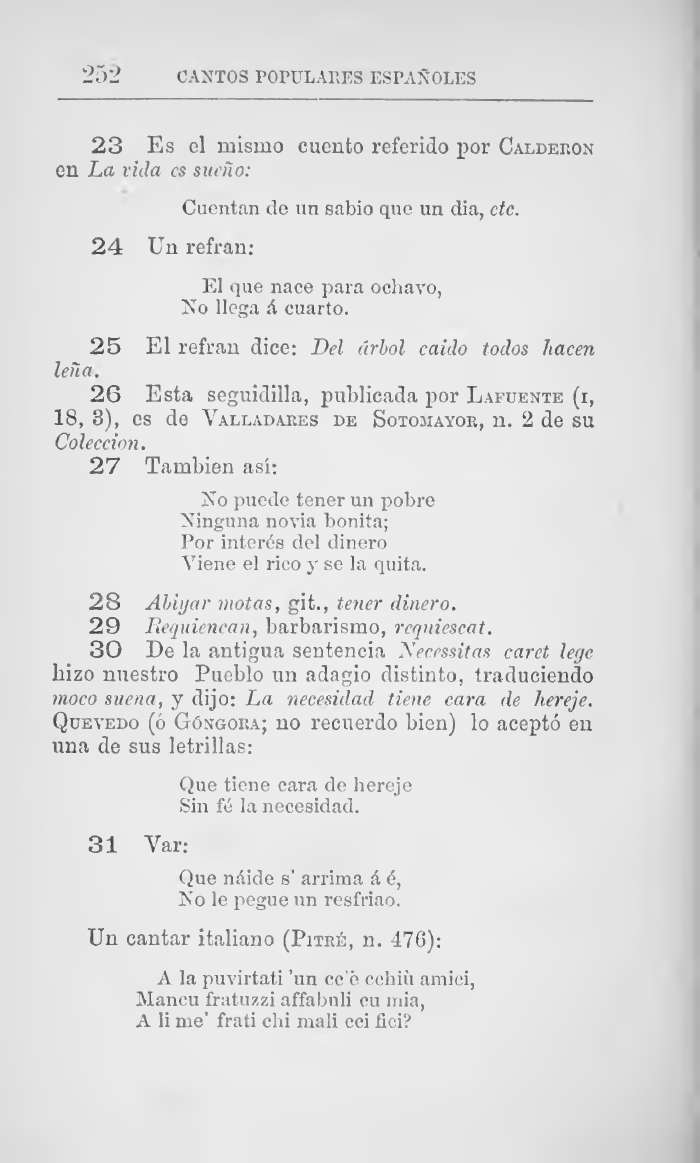 252 CANTOS POPULARES ESPAÑOLES
23 Es el mismo cuento referido por CALDERON
en La vida es sueño:
Cuentan de un sabio que un dia, etc.
24 Un refran:
El que nace para ochavo,
No llega á cuarto.
25 El refran dice: Del árbol caido todos hacen
leña.
26 Esta seguidilla, publicada por LAFUENTE (I,
18, 3), es de VALLADARES DE SOTOMAYOR, n. 2 de su
Coleccion.
27 Tambien así:
No puede tener un pobre
Ninguna novia bonita;
Por interés del dinero
Viene el rico y se la quita.
28 Abiyar motas, git., tener dinero.
29 Requiencan, barbarismo, requiescat.
30 De la antigua sentencia Necessitas caret lege
hizo nuestro Pueblo un adagio distinto, traduciendo
moco suena, y dijo: La necesidad tiene cara de hereje.
QUEVEDO (ó GÓNGORA; no recuerdo bien) lo aceptó en
una de sus letrillas:
Que tiene cara de hereje
Sin fé la necesidad.
31 Var:
Que náide s' arrima á é,
No le pegue un resfriao.
Un cantar italiano (PITRÉ, n. 476):
A la puvirtati 'un cc'è cchiù amici,
Mancu fratuzzi affabuli cu mia,
A li me' frati chi mali cci fici?